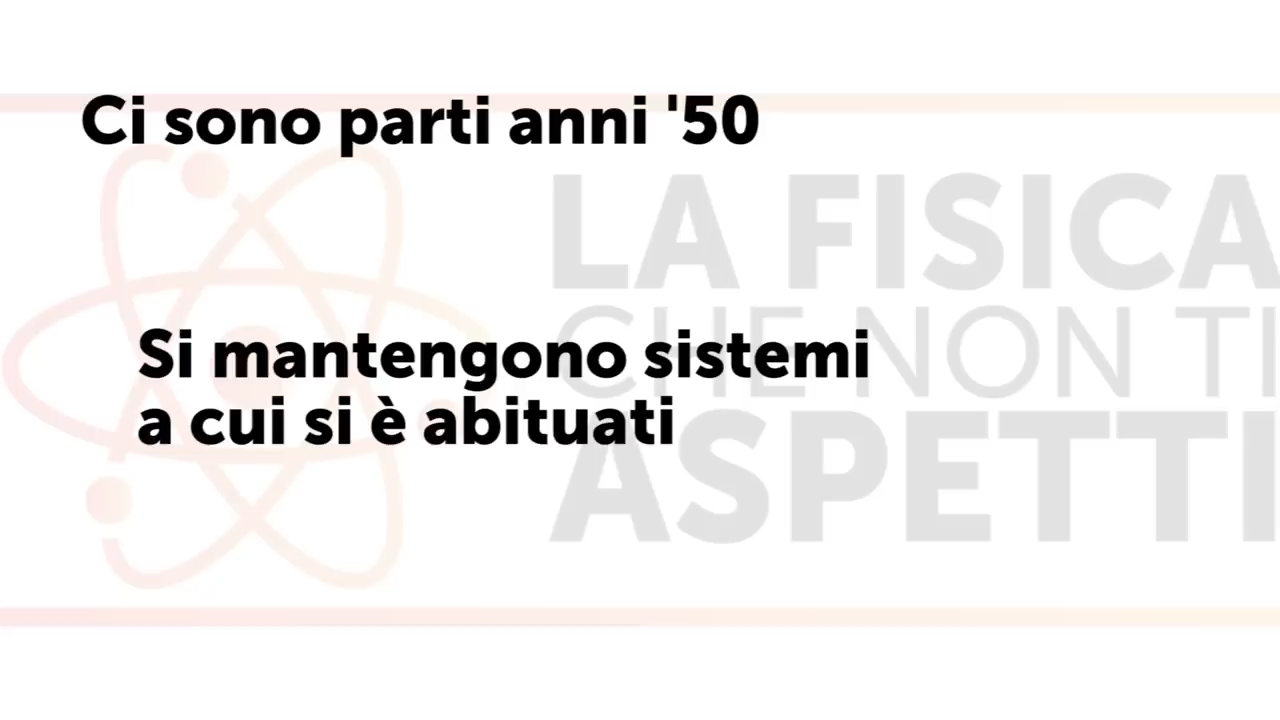 Ci sono parti anni '50
LA FISICA
CHE NON TI
ASPETTI
Si mantengono sistemi
a cui si è abituati